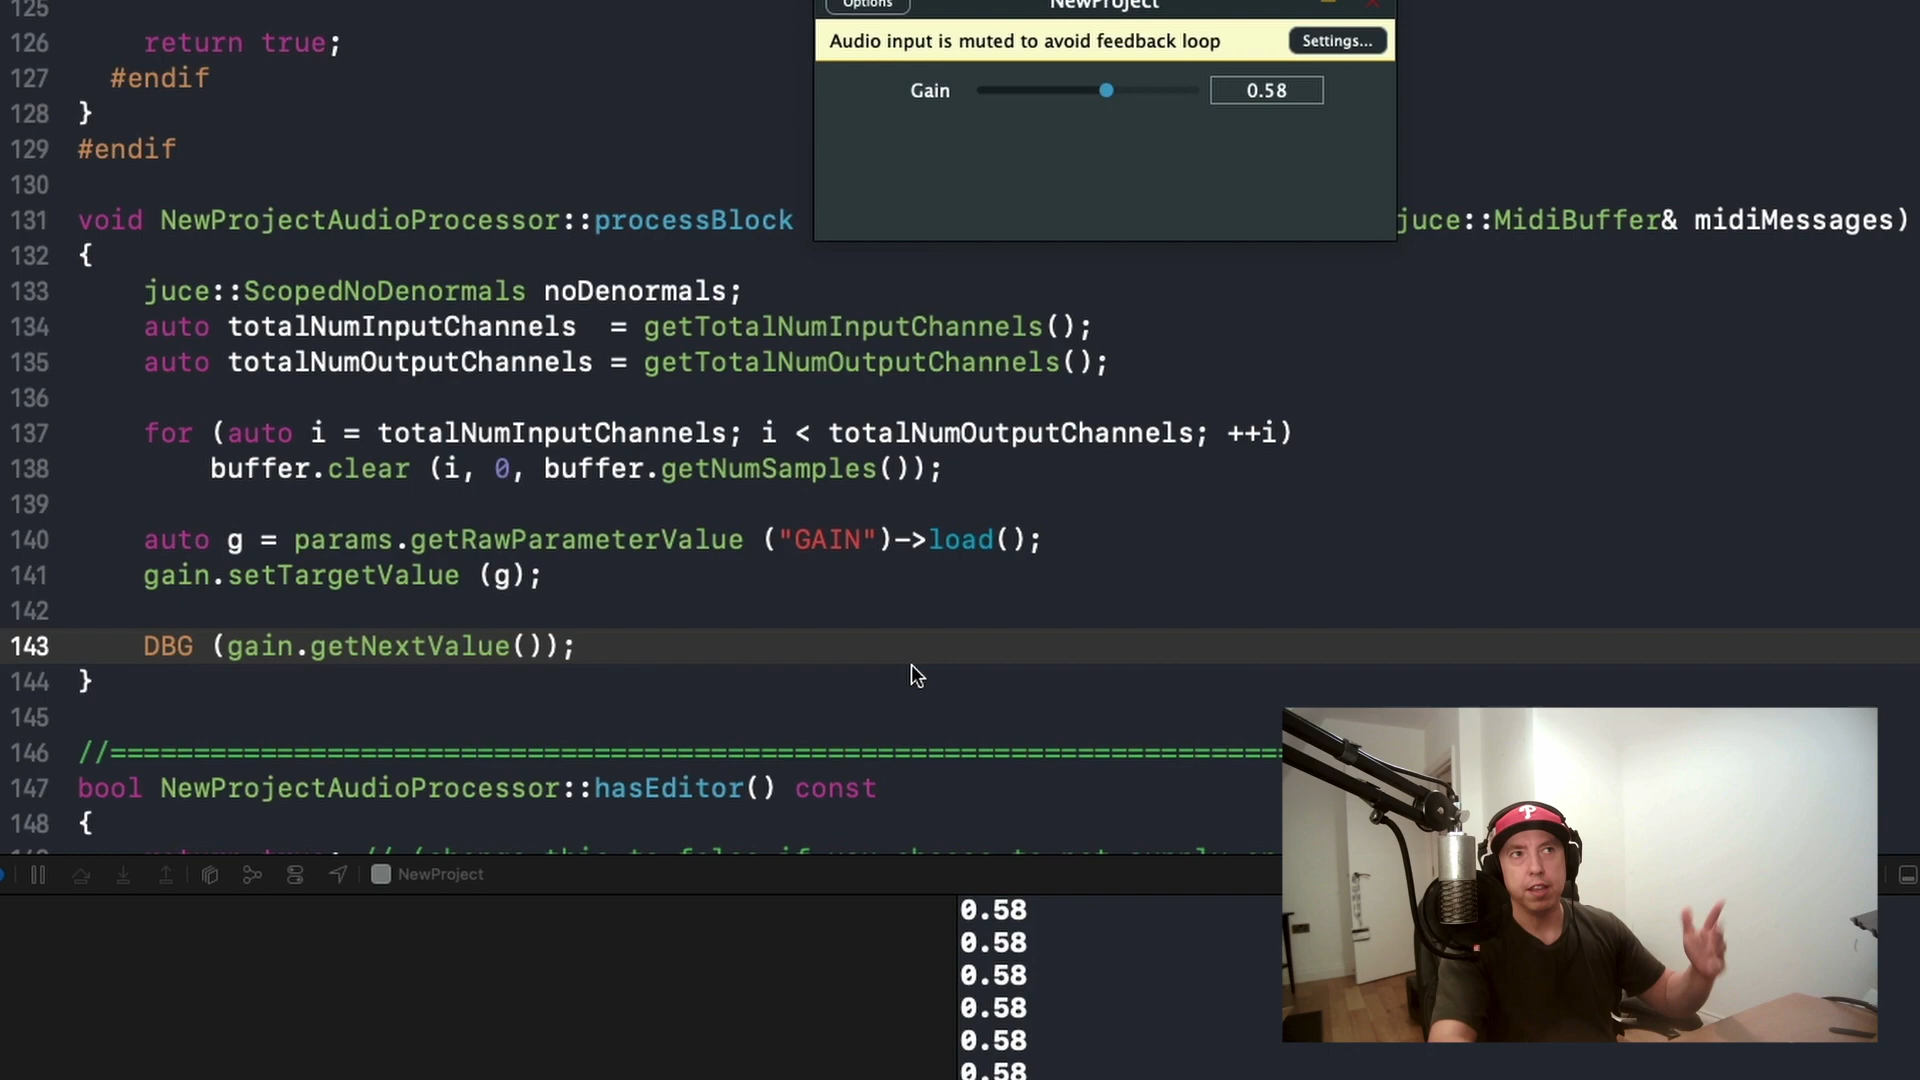 125
126 return true;
127 #endif
128 }
129 #endif
130
131 void NewProjectAudioProcessor::processBlock juce::MidiBuffer& midiMessages)
132 {
133 juce::ScopedNoDenormals noDenormals;
134 auto totalNumInputChannels  = getTotalNumInputChannels();
135 auto totalNumOutputChannels = getTotalNumOutputChannels();
136
137 for (auto i = totalNumInputChannels; i < totalNumOutputChannels; ++i)
138 buffer.clear (i, 0, buffer.getNumSamples());
139
140 auto g = params.getRawParameterValue ("GAIN")->load();
141 gain.setTargetValue (g);
142
143 DBG (gain.getNextValue());
144 }
145
146 //=======================================================================
147 bool NewProjectAudioProcessor::hasEditor() const
148 {
Options
NewProject
Audio input is muted to avoid feedback loop
Settings...
Gain
0.58
NewProject
0.58
0.58
0.58
0.58
0.58
0.58
P